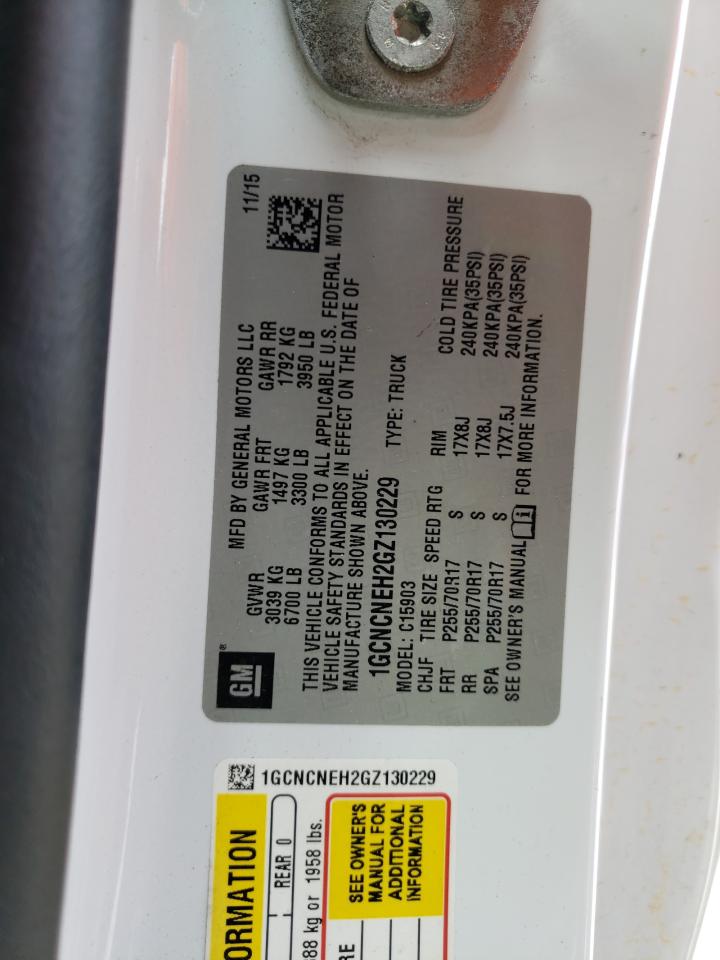 GM®
11/15
MFD BY GENERAL MOTORS LLC
GVWR GAWR FRT GAWR RR
3039 KG 1497 KG 1792 KG
6700 LB 3300 LB 3950 LB
THIS VEHICLE CONFORMS TO ALL APPLICABLE U.S. FEDERAL MOTOR
VEHICLE SAFETY STANDARDS IN EFFECT ON THE DATE OF
MANUFACTURE SHOWN ABOVE.
1GCNCNEH2GZ130229 TYPE: TRUCK
MODEL: C15903
CHJF TIRE SIZE SPEED RTG RIM COLD TIRE PRESSURE
FRT P255/70R17 S 17X8J 240KPA(35PSI)
RR P255/70R17 S 17X8J 240KPA(35PSI)
SPA P255/70R17 S 17X7.5J 240KPA(35PSI)
SEE OWNER'S MANUAL i FOR MORE INFORMATION.
1GCNCNEH2GZ130229
ORMATION
REAR 0
88 kg or 1958 lbs.
RE
SEE OWNER'S
MANUAL FOR
ADDITIONAL
INFORMATION